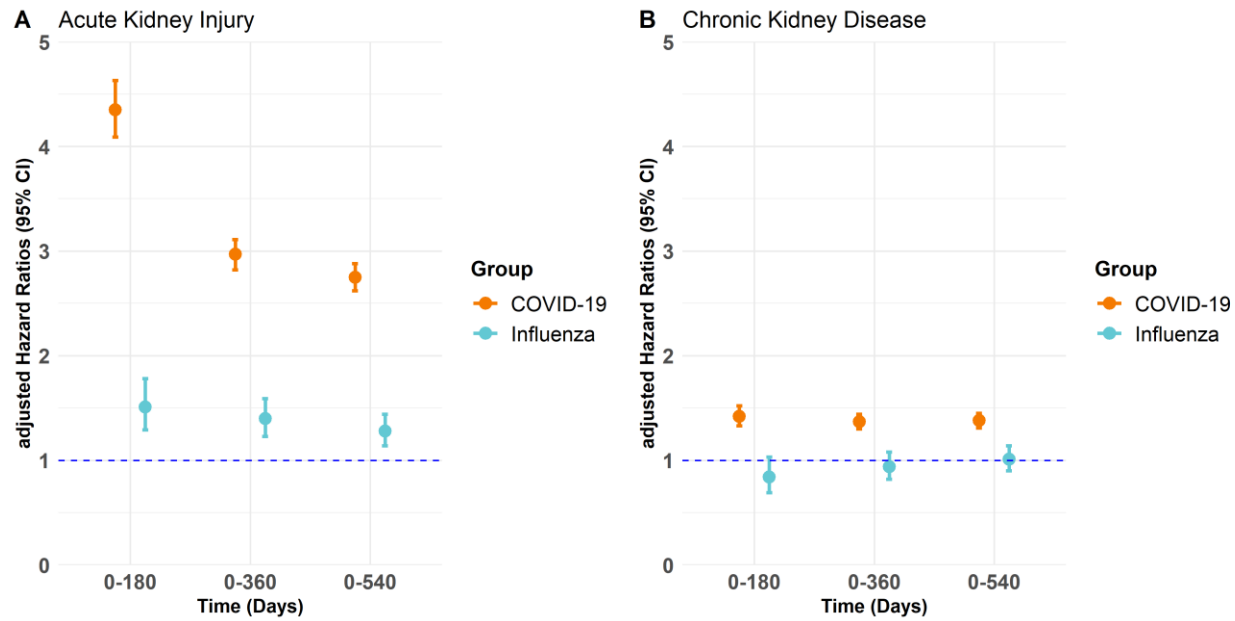 A Acute Kidney Injury
adjusted Hazard Ratios (95% CI)
5
4
3
2
1
0
0-180 0-360 0-540
Time (Days)
Group
COVID-19
Influenza
B Chronic Kidney Disease
adjusted Hazard Ratios (95% CI)
5
4
3
2
1
0
0-180 0-360 0-540
Time (Days)
Group
COVID-19
Influenza